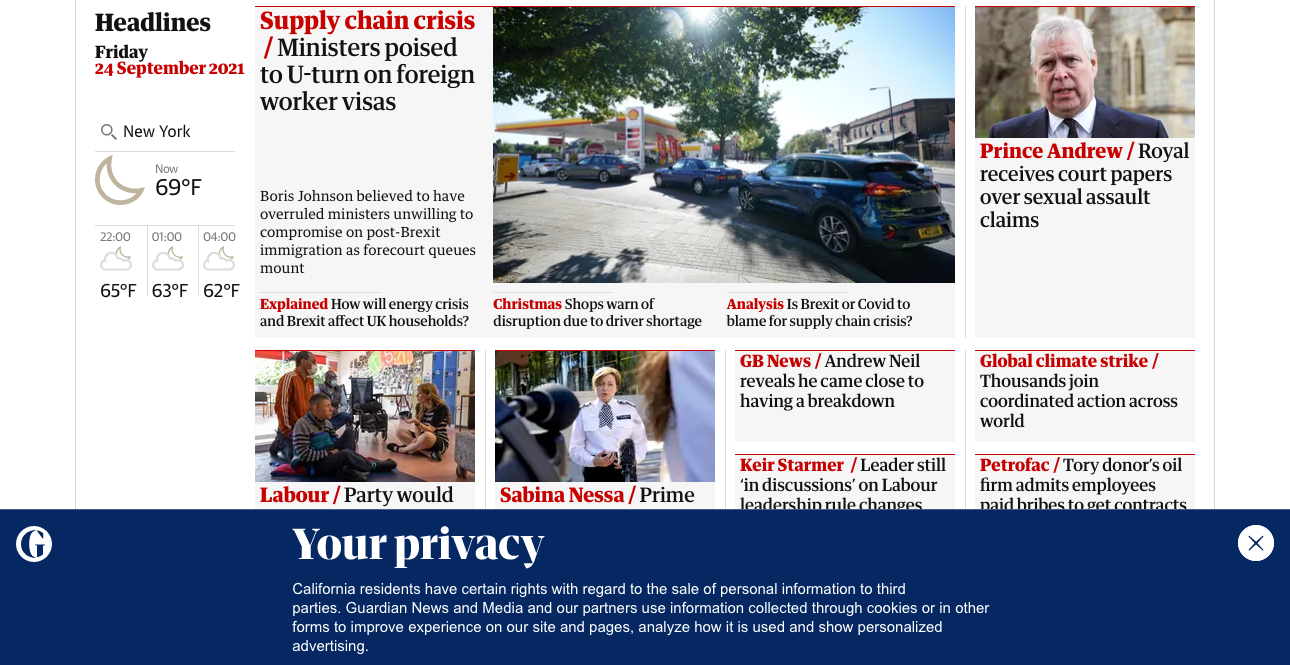 Headlines
Friday
24 September 2021
New York
Now
69°F
22:00
01:00
04:00
65°F
63°F
62°F
Supply chain crisis
/ Ministers poised
to U-turn on foreign
worker visas
Boris Johnson believed to have
overruled ministers unwilling to
compromise on post-Brexit
immigration as forecourt queues
mount
Explained How will energy crisis
and Brexit affect UK households?
Christmas Shops warn of
disruption due to driver shortage
Analysis Is Brexit or Covid to
blame for supply chain crisis?
Prince Andrew / Royal
receives court papers
over sexual assault
claims
Labour / Party would
Sabina Nessa / Prime
GB News / Andrew Neil
reveals he came close to
having a breakdown
Keir Starmer / Leader still
‘in discussions’ on Labour
leadership rule changes
Global climate strike /
Thousands join
coordinated action across
world
Petrofac / Tory donor’s oil
firm admits employees
paid bribes to get contracts
Your privacy
California residents have certain rights with regard to the sale of personal information to third
parties. Guardian News and Media and our partners use information collected through cookies or in other
forms to improve experience on our site and pages, analyze how it is used and show personalized
advertising.